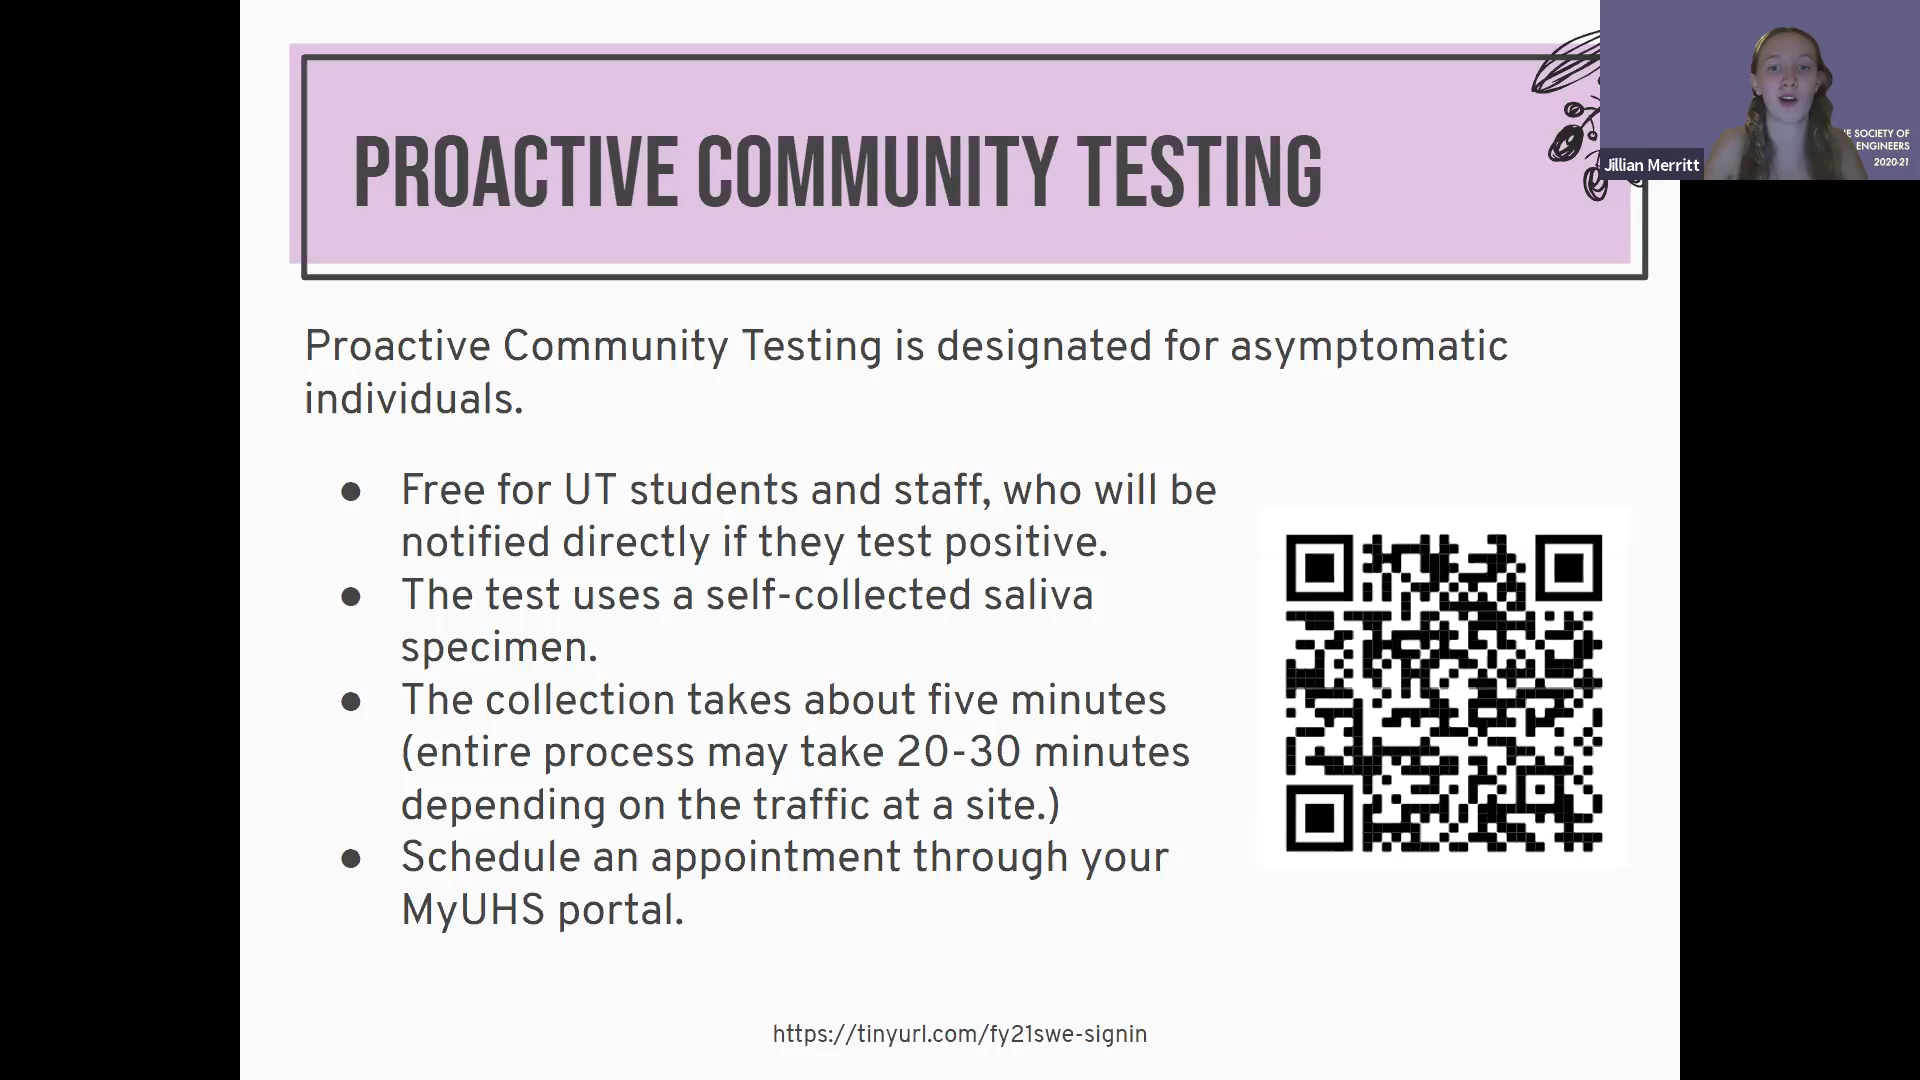 PROACTIVE COMMUNITY TESTING
E SOCIETY OF
ENGINEERS
2020-21
Jillian Merritt
Proactive Community Testing is designated for asymptomatic
individuals.
● Free for UT students and staff, who will be
notified directly if they test positive.
● The test uses a self-collected saliva
specimen.
● The collection takes about five minutes
(entire process may take 20-30 minutes
depending on the traffic at a site.)
● Schedule an appointment through your
MyUHS portal.
https://tinyurl.com/fy21swe-signin